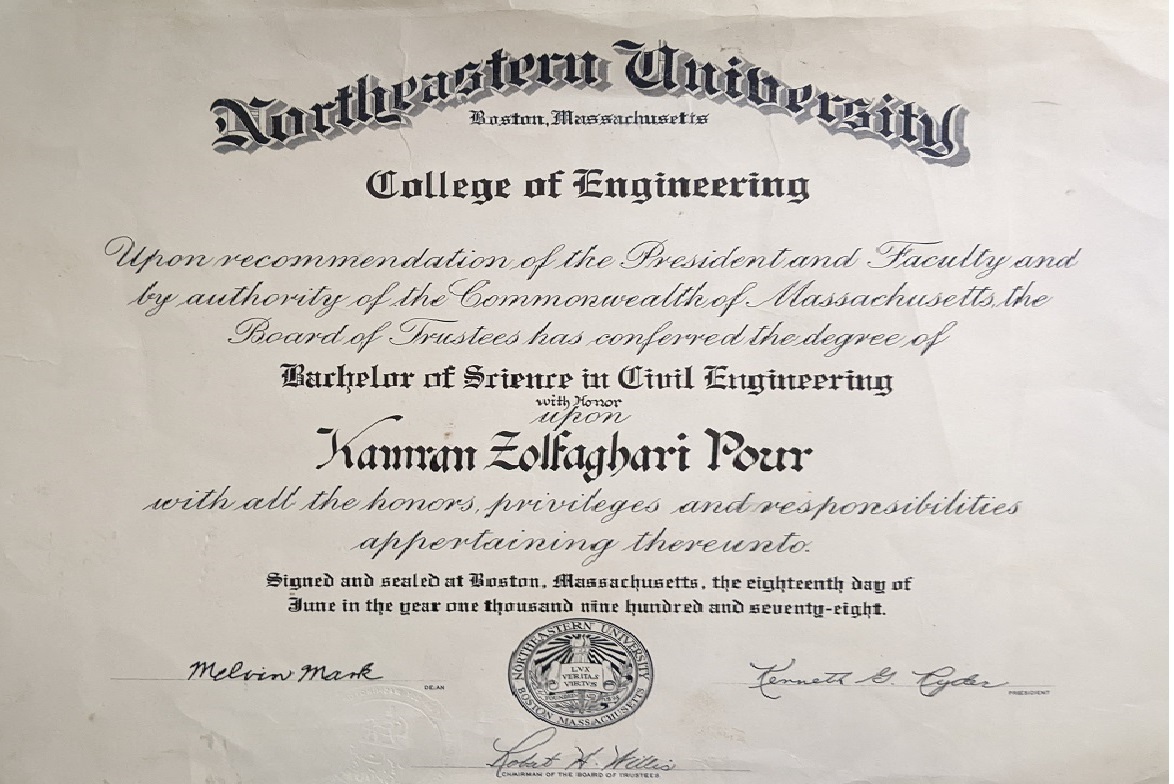 Northeastern University
Boston, Massachusetts
College of Engineering
Upon recommendation of the President and Faculty and
by authority of the Commonwealth of Massachusetts, the
Board of Trustees has conferred the degree of
Bachelor of Science in Civil Engineering
with Honor
upon
Kamran Zolfaghari Pour
with all the honors, privileges and responsibilities
appertaining thereunto.
Signed and sealed at Boston, Massachusetts, the eighteenth day of
June in the year one thousand nine hundred and seventy-eight.
NORTHEASTERN UNIVERSITY
LVX
VERITAS
VIRTVS
BOSTON MASSACHUSETTS
Melvin Mark
DEAN
Kenneth G. Ryder
PRESIDENT
Robert H. Willis
CHAIRMAN OF THE BOARD OF TRUSTEES